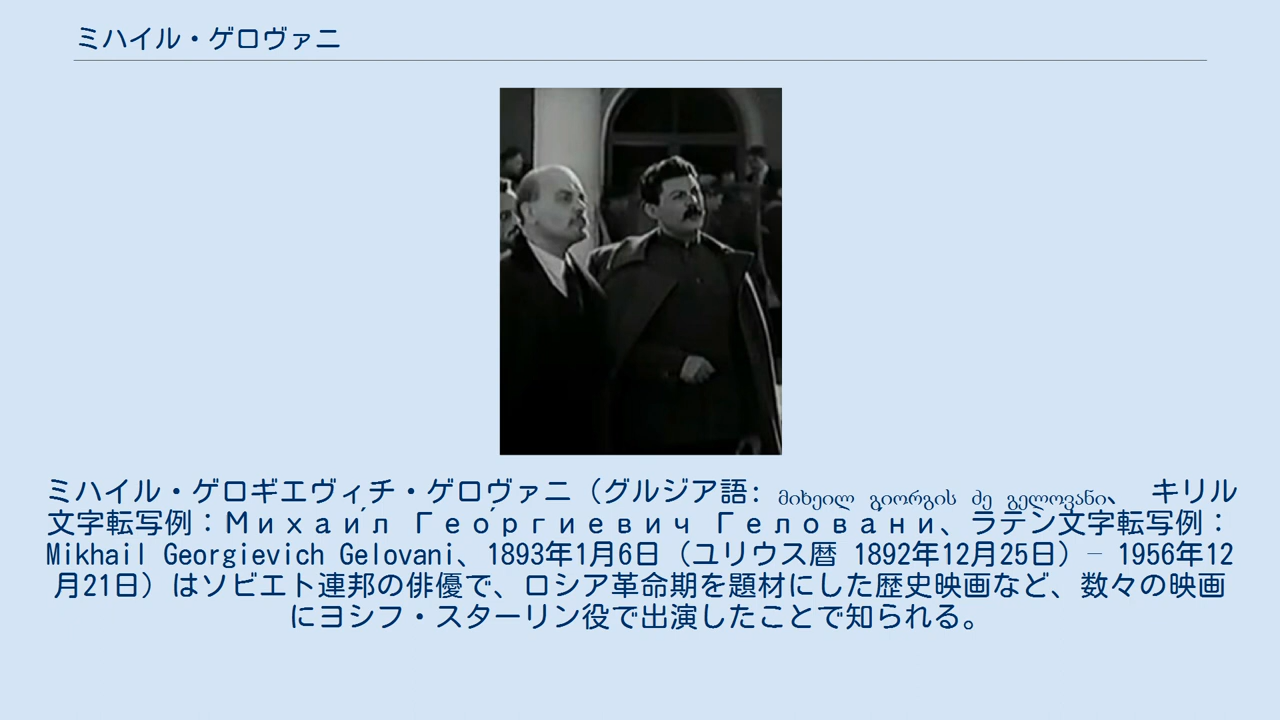 ミハイル・ゲロヴァニ
ミハイル・ゲロギエヴィチ・ゲロヴァニ（グルジア語: მიხეილ გიორგის ძე გელოვანი、 キリル
文字転写例：Михаи́л Гео́ргиевич Геловани、ラテン文字転写例：
Mikhail Georgievich Gelovani、1893年1月6日（ユリウス暦 1892年12月25日）– 1956年12
月21日）はソビエト連邦の俳優で、ロシア革命期を題材にした歴史映画など、数々の映画
にヨシフ・スターリン役で出演したことで知られる。